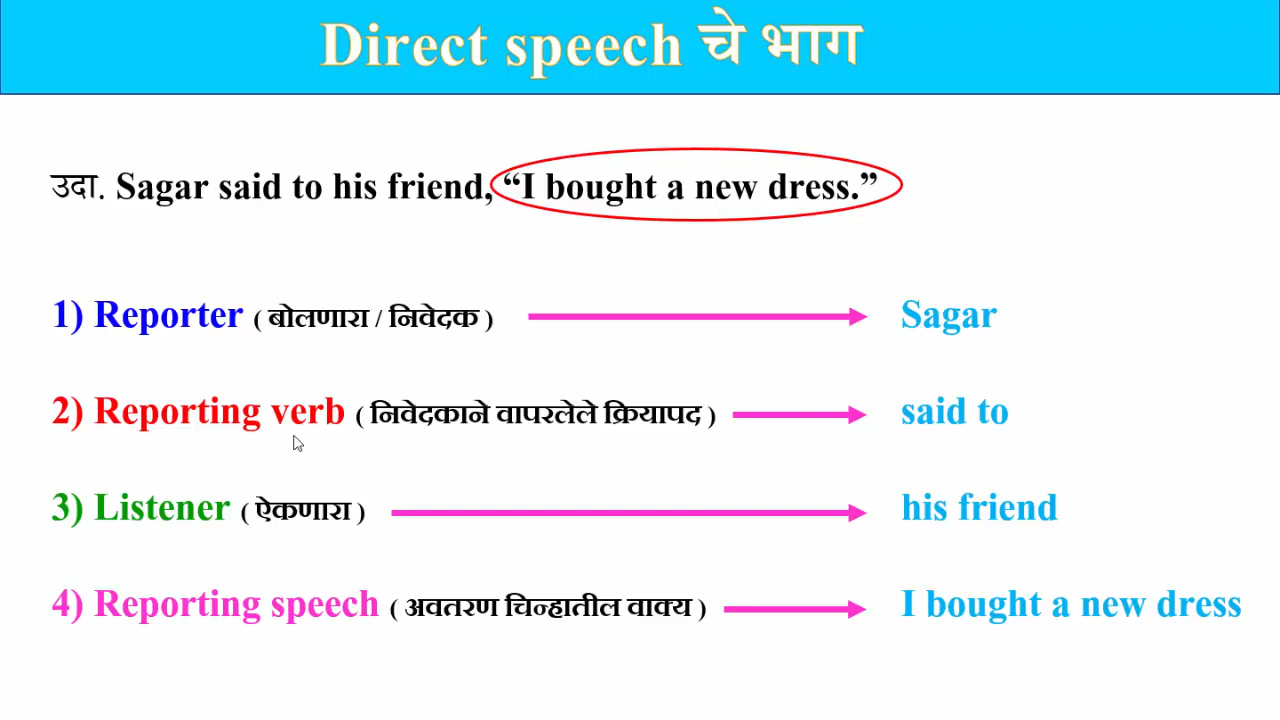 Direct speech चे भाग
उदा. Sagar said to his friend, “I bought a new dress.”
1) Reporter ( बोलणारा / निवेदक ) Sagar
2) Reporting verb ( निवेदकाने वापरलेले क्रियापद ) said to
3) Listener ( ऐकणारा ) his friend
4) Reporting speech ( अवतरण चिन्हातील वाक्य ) I bought a new dress